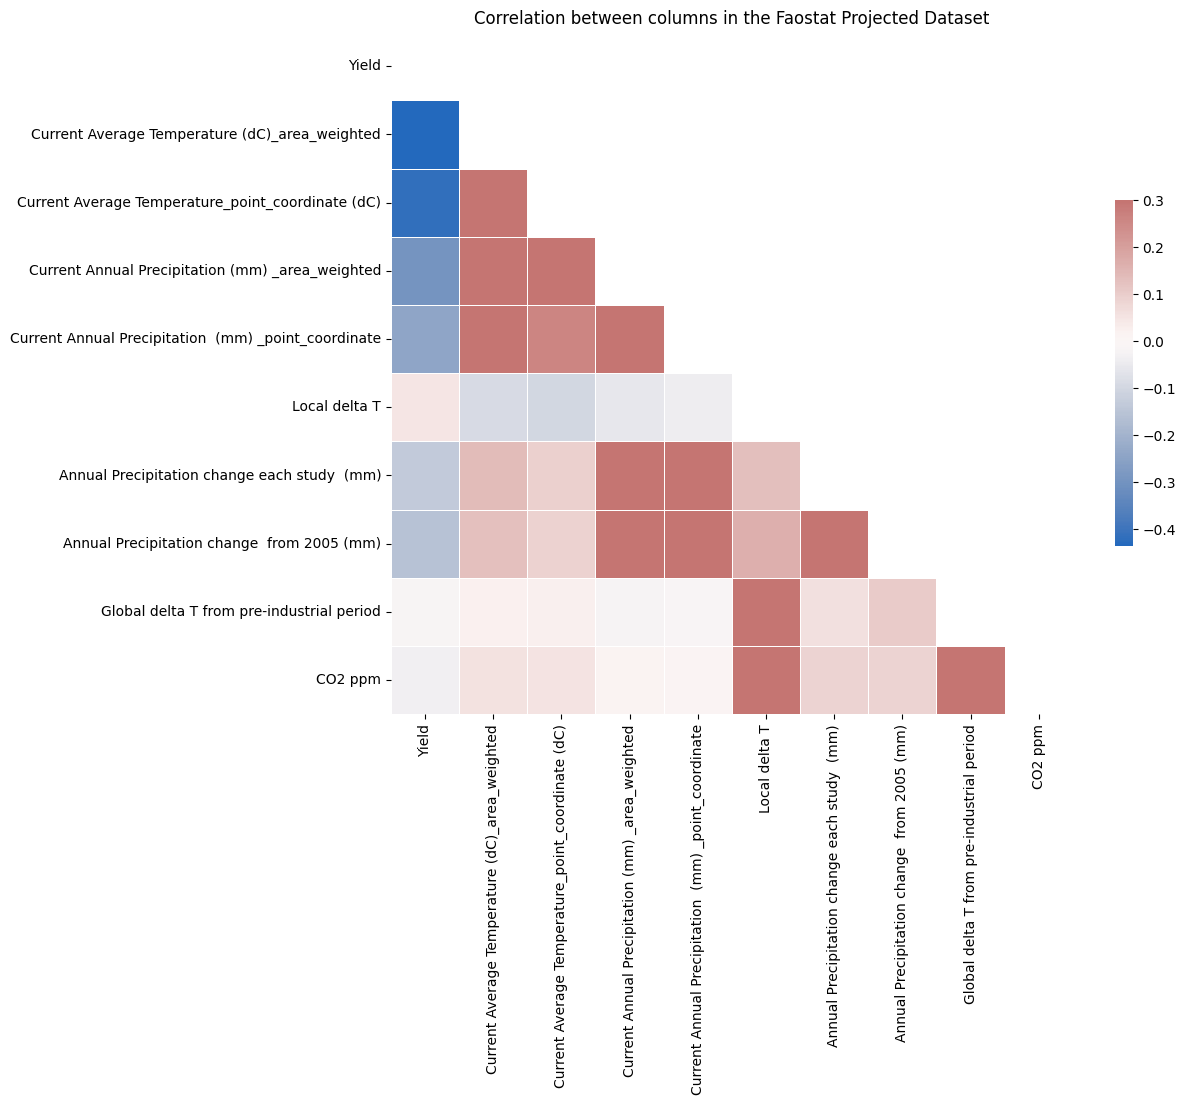 Correlation between columns in the Faostat Projected Dataset
Yield
Current Average Temperature (dC)_area_weighted
Current Average Temperature_point_coordinate (dC)
Current Annual Precipitation (mm) _area_weighted
Current Annual Precipitation  (mm) _point_coordinate
Local delta T
Annual Precipitation change each study  (mm)
Annual Precipitation change  from 2005 (mm)
Global delta T from pre-industrial period
CO2 ppm
Yield
Current Average Temperature (dC)_area_weighted
Current Average Temperature_point_coordinate (dC)
Current Annual Precipitation (mm) _area_weighted
Current Annual Precipitation  (mm) _point_coordinate
Local delta T
Annual Precipitation change each study  (mm)
Annual Precipitation change  from 2005 (mm)
Global delta T from pre-industrial period
CO2 ppm
0.3
0.2
0.1
0.0
−0.1
−0.2
−0.3
−0.4